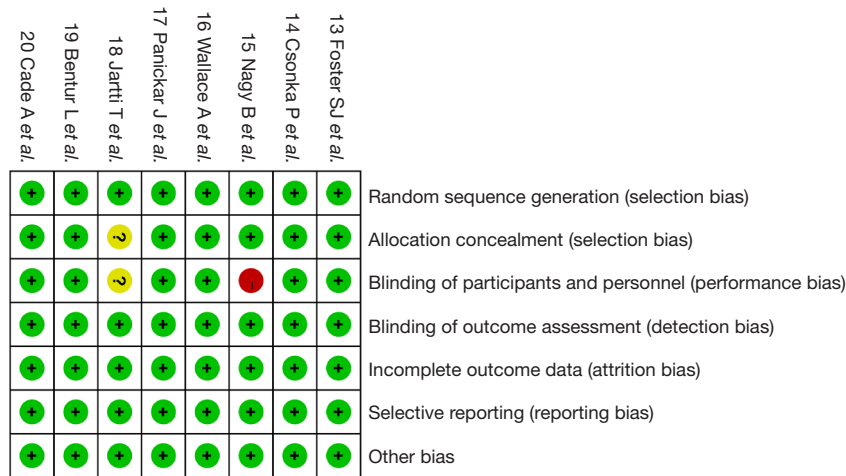 20 Cade A et al.
19 Bentur L et al.
18 Jartti T et al.
17 Panickar J et al.
16 Wallace A et al.
15 Nagy B et al.
14 Csonka P et al.
13 Foster SJ et al.
+ + + + + + + + Random sequence generation (selection bias)
+ + ? + + + + + Allocation concealment (selection bias)
+ + ? + + - + + Blinding of participants and personnel (performance bias)
+ + + + + + + + Blinding of outcome assessment (detection bias)
+ + + + + + + + Incomplete outcome data (attrition bias)
+ + + + + + + + Selective reporting (reporting bias)
+ + + + + + + + Other bias